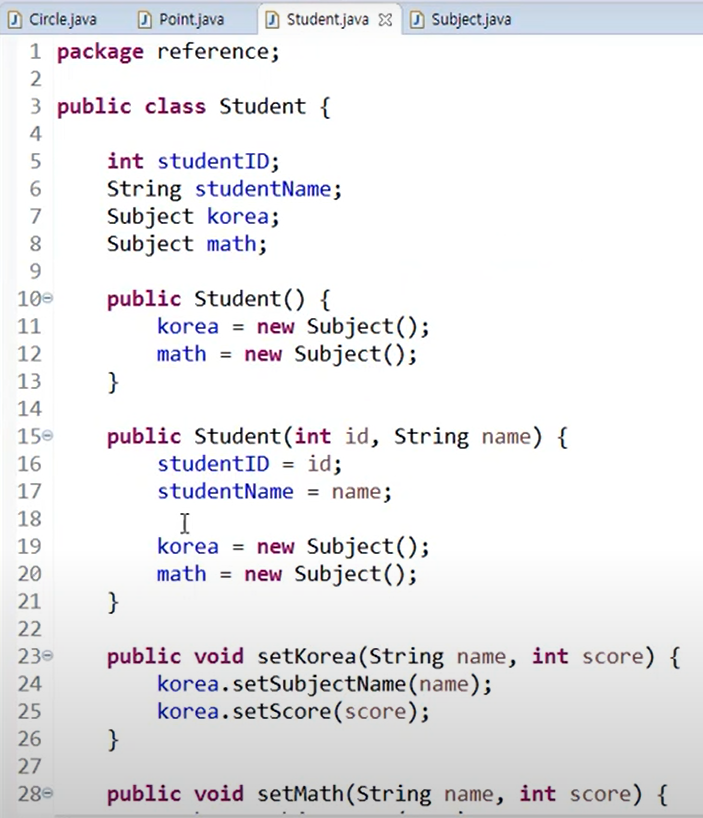 Circle.java Point.java Student.java Subject.java
1 package reference;
2
3 public class Student {
4
5 int studentID;
6 String studentName;
7 Subject korea;
8 Subject math;
9
10 public Student() {
11 korea = new Subject();
12 math = new Subject();
13 }
14
15 public Student(int id, String name) {
16 studentID = id;
17 studentName = name;
18
19 korea = new Subject();
20 math = new Subject();
21 }
22
23 public void setKorea(String name, int score) {
24 korea.setSubjectName(name);
25 korea.setScore(score);
26 }
27
28 public void setMath(String name, int score) {